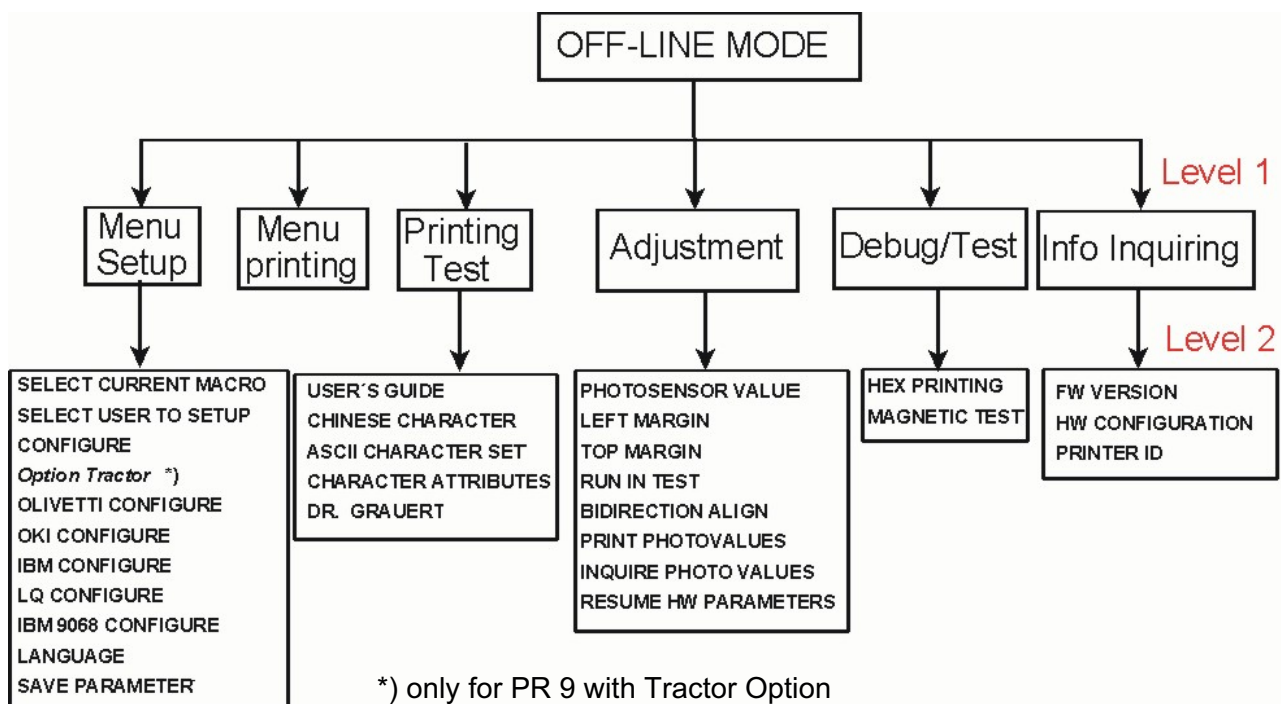 OFF-LINE MODE
Level 1
Menu
Setup
Menu
printing
Printing
Test
Adjustment
Debug/Test
Info Inquiring
Level 2
SELECT CURRENT MACRO
SELECT USER TO SETUP
CONFIGURE
Option Tractor *)
OLIVETTI CONFIGURE
OKI CONFIGURE
IBM CONFIGURE
LQ CONFIGURE
IBM 9068 CONFIGURE
LANGUAGE
SAVE PARAMETER
USER´S GUIDE
CHINESE CHARACTER
ASCII CHARACTER SET
CHARACTER ATTRIBUTES
DR. GRAUERT
PHOTOSENSOR VALUE
LEFT MARGIN
TOP MARGIN
RUN IN TEST
BIDIRECTION ALIGN
PRINT PHOTOVALUES
INQUIRE PHOTO VALUES
RESUME HW PARAMETERS
HEX PRINTING
MAGNETIC TEST
FW VERSION
HW CONFIGURATION
PRINTER ID
*) only for PR 9 with Tractor Option